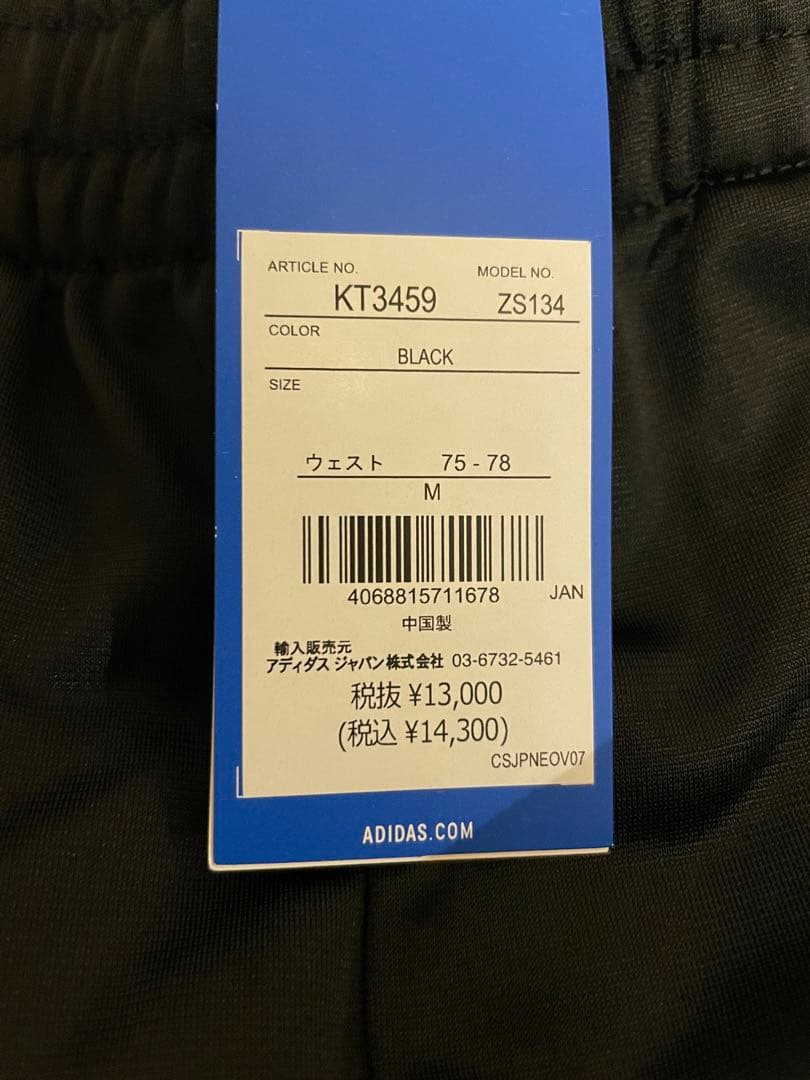 ARTICLE NO. MODEL NO.
KT3459 ZS134
COLOR
BLACK
SIZE
ウェスト 75 - 78
M
4068815711678 JAN
中国製
輸入販売元
アディダス ジャパン株式会社 03-6732-5461
税抜 ¥13,000
(税込 ¥14,300)
CSJPNEOV07
ADIDAS.COM